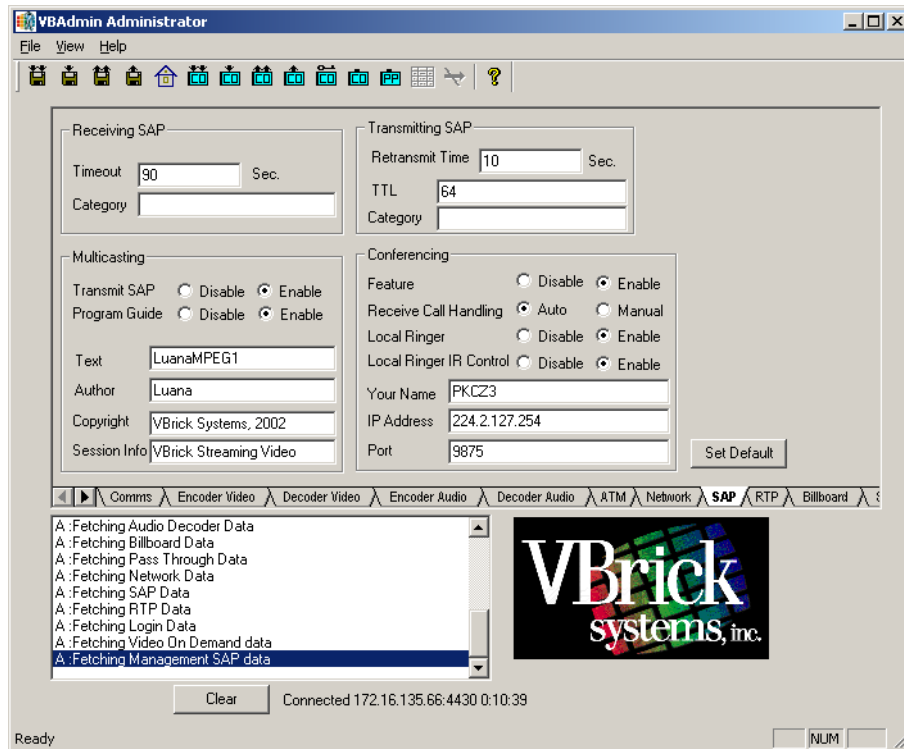 VBAdmin Administrator
File View Help
CO CO CO CO CO CO PP ?
Receiving SAP
Timeout 90 Sec.
Category
Transmitting SAP
Retransmit Time 10 Sec.
TTL 64
Category
Multicasting
Transmit SAP Disable Enable
Program Guide Disable Enable
Text LuanaMPEG1
Author Luana
Copyright VBrick Systems, 2002
Session Info VBrick Streaming Video
Conferencing
Feature Disable Enable
Receive Call Handling Auto Manual
Local Ringer Disable Enable
Local Ringer IR Control Disable Enable
Your Name PKCZ3
IP Address 224.2.127.254
Port 9875
Set Default
Comms Encoder Video Decoder Video Encoder Audio Decoder Audio ATM Network SAP RTP Billboard
A :Fetching Audio Decoder Data
A :Fetching Billboard Data
A :Fetching Pass Through Data
A :Fetching Network Data
A :Fetching SAP Data
A :Fetching RTP Data
A :Fetching Login Data
A :Fetching Video On Demand data
A :Fetching Management SAP data
VBrick
systems, inc.
Clear Connected 172.16.135.66:4430 0:10:39
Ready NUM